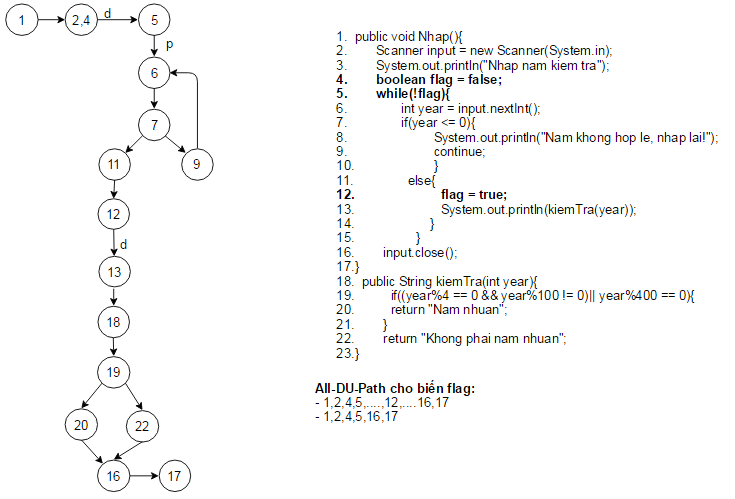 1
2,4
d
5
p
6
7
11
9
12
d
13
18
19
20
22
16
17
1. public void Nhap(){
2. Scanner input = new Scanner(System.in);
3. System.out.println("Nhap nam kiem tra");
4. boolean flag = false;
5. while(!flag){
6. int year = input.nextInt();
7. if(year <= 0){
8. System.out.println("Nam khong hop le, nhap lai!");
9. continue;
10. }
11. else{
12. flag = true;
13. System.out.println(kiemTra(year));
14. }
15. }
16. input.close();
17.}
18. public String kiemTra(int year){
19. if((year%4 == 0 && year%100 != 0)|| year%400 == 0){
20. return "Nam nhuan";
21. }
22. return "Khong phai nam nhuan";
23.}
All-DU-Path cho biến flag:
- 1,2,4,5,....,12,....16,17
- 1,2,4,5,16,17